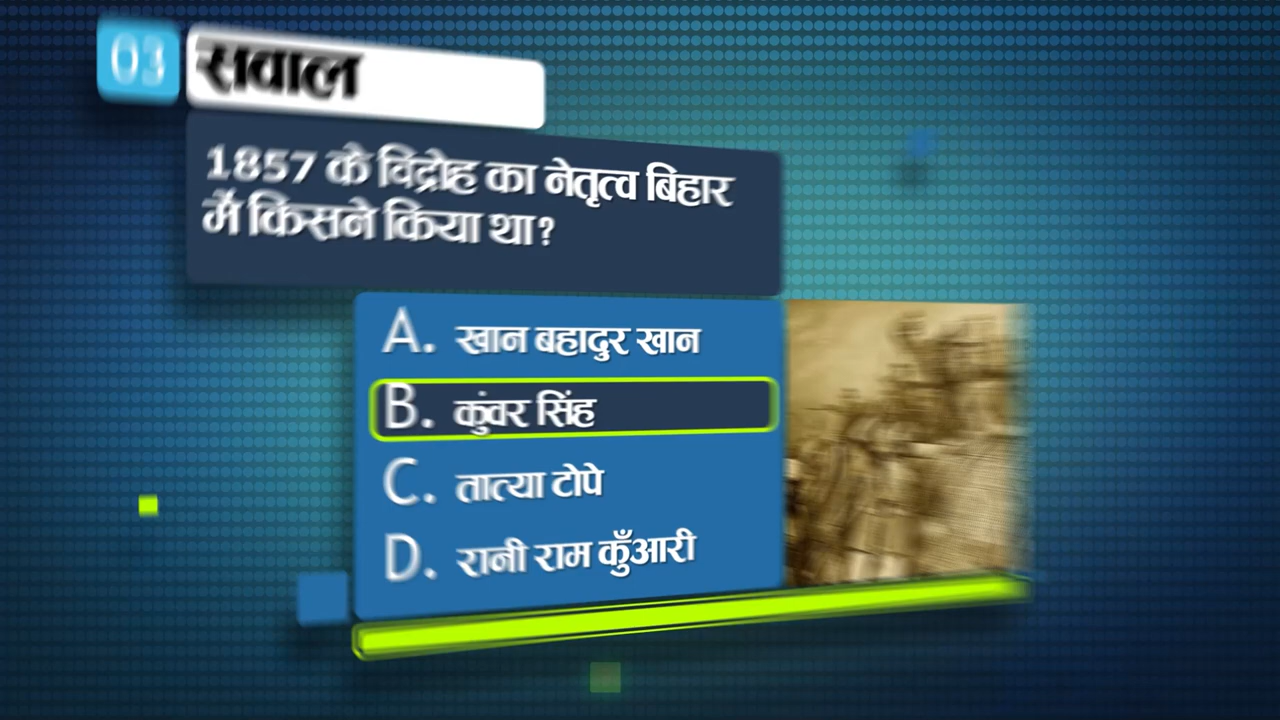 03
सवाल
1857 के विद्रोह का नेतृत्व बिहार
में किसने किया था?
A. खान बहादुर खान
B. कुंवर सिंह
C. तात्या टोपे
D. रानी राम कुँआरी